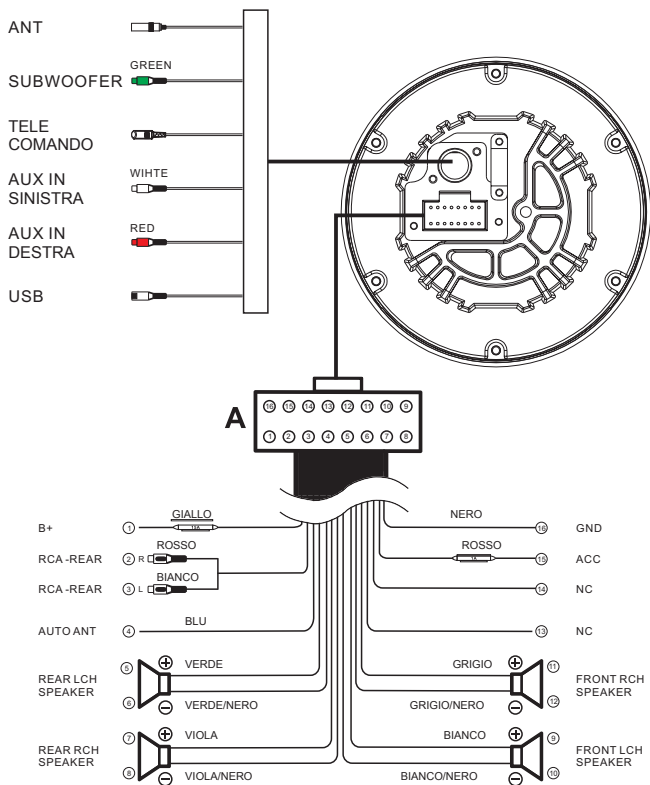 ANT
GREEN
SUBWOOFER
TELE
COMANDO
WIHTE
AUX IN
SINISTRA
RED
AUX IN
DESTRA
USB
A
16 15 14 13 12 11 10 9
1 2 3 4 5 6 7 8
B+ 1 GIALLO 15A
RCA-REAR 2 R ROSSO
RCA-REAR 3 L BIANCO
AUTO ANT 4 BLU
5 VERDE
REAR LCH
SPEAKER
6 VERDE/NERO
7 VIOLA
REAR RCH
SPEAKER
8 VIOLA/NERO
NERO 16 GND
ROSSO 1A 15 ACC
14 NC
13 NC
GRIGIO 11
FRONT RCH
SPEAKER
GRIGIO/NERO 12
BIANCO 9
FRONT LCH
SPEAKER
BIANCO/NERO 10